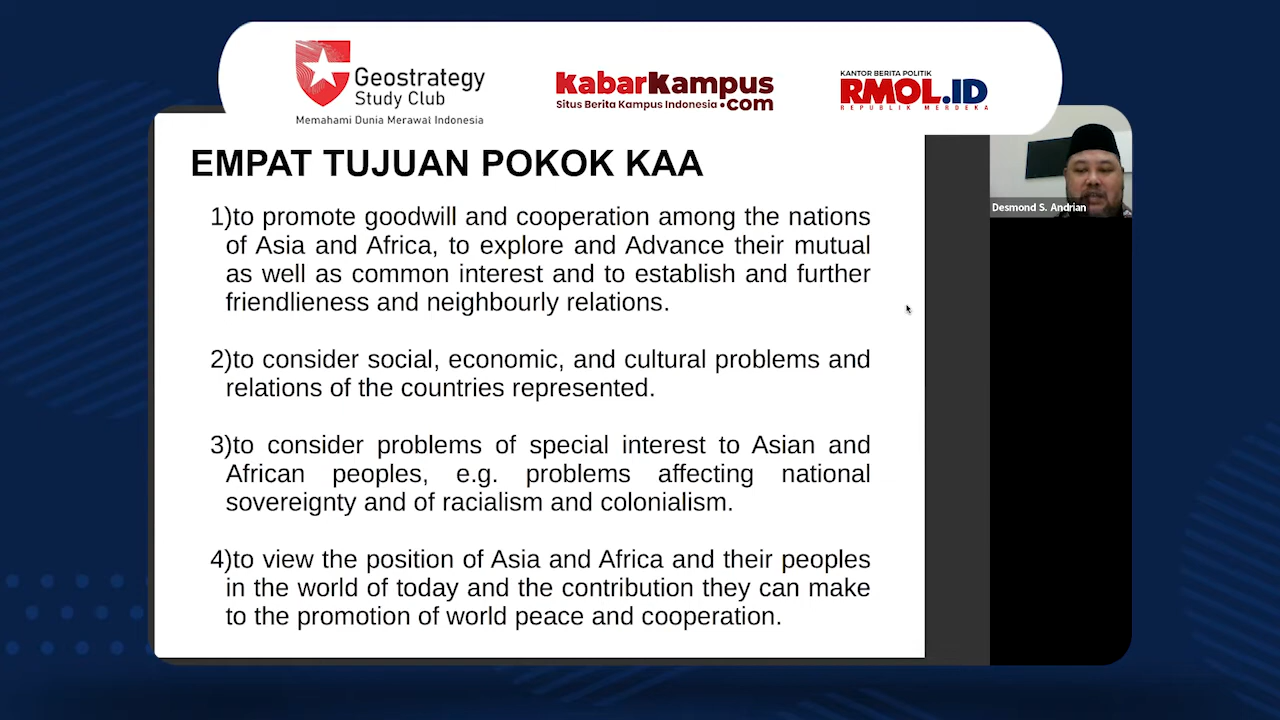 Geostrategy
Study Club
Memahami Dunia Merawat Indonesia
KabarKampus
Situs Berita Kampus Indonesia .com
KANTOR BERITA POLITIK
RMOL.ID
REPUBLIK MERDEKA
EMPAT TUJUAN POKOK KAA
1)to promote goodwill and cooperation among the nations
of Asia and Africa, to explore and Advance their mutual
as well as common interest and to establish and further
friendlieness and neighbourly relations.
2)to consider social, economic, and cultural problems and
relations of the countries represented.
3)to consider problems of special interest to Asian and
African peoples, e.g. problems affecting national
sovereignty and of racialism and colonialism.
4)to view the position of Asia and Africa and their peoples
in the world of today and the contribution they can make
to the promotion of world peace and cooperation.
Desmond S. Andrian